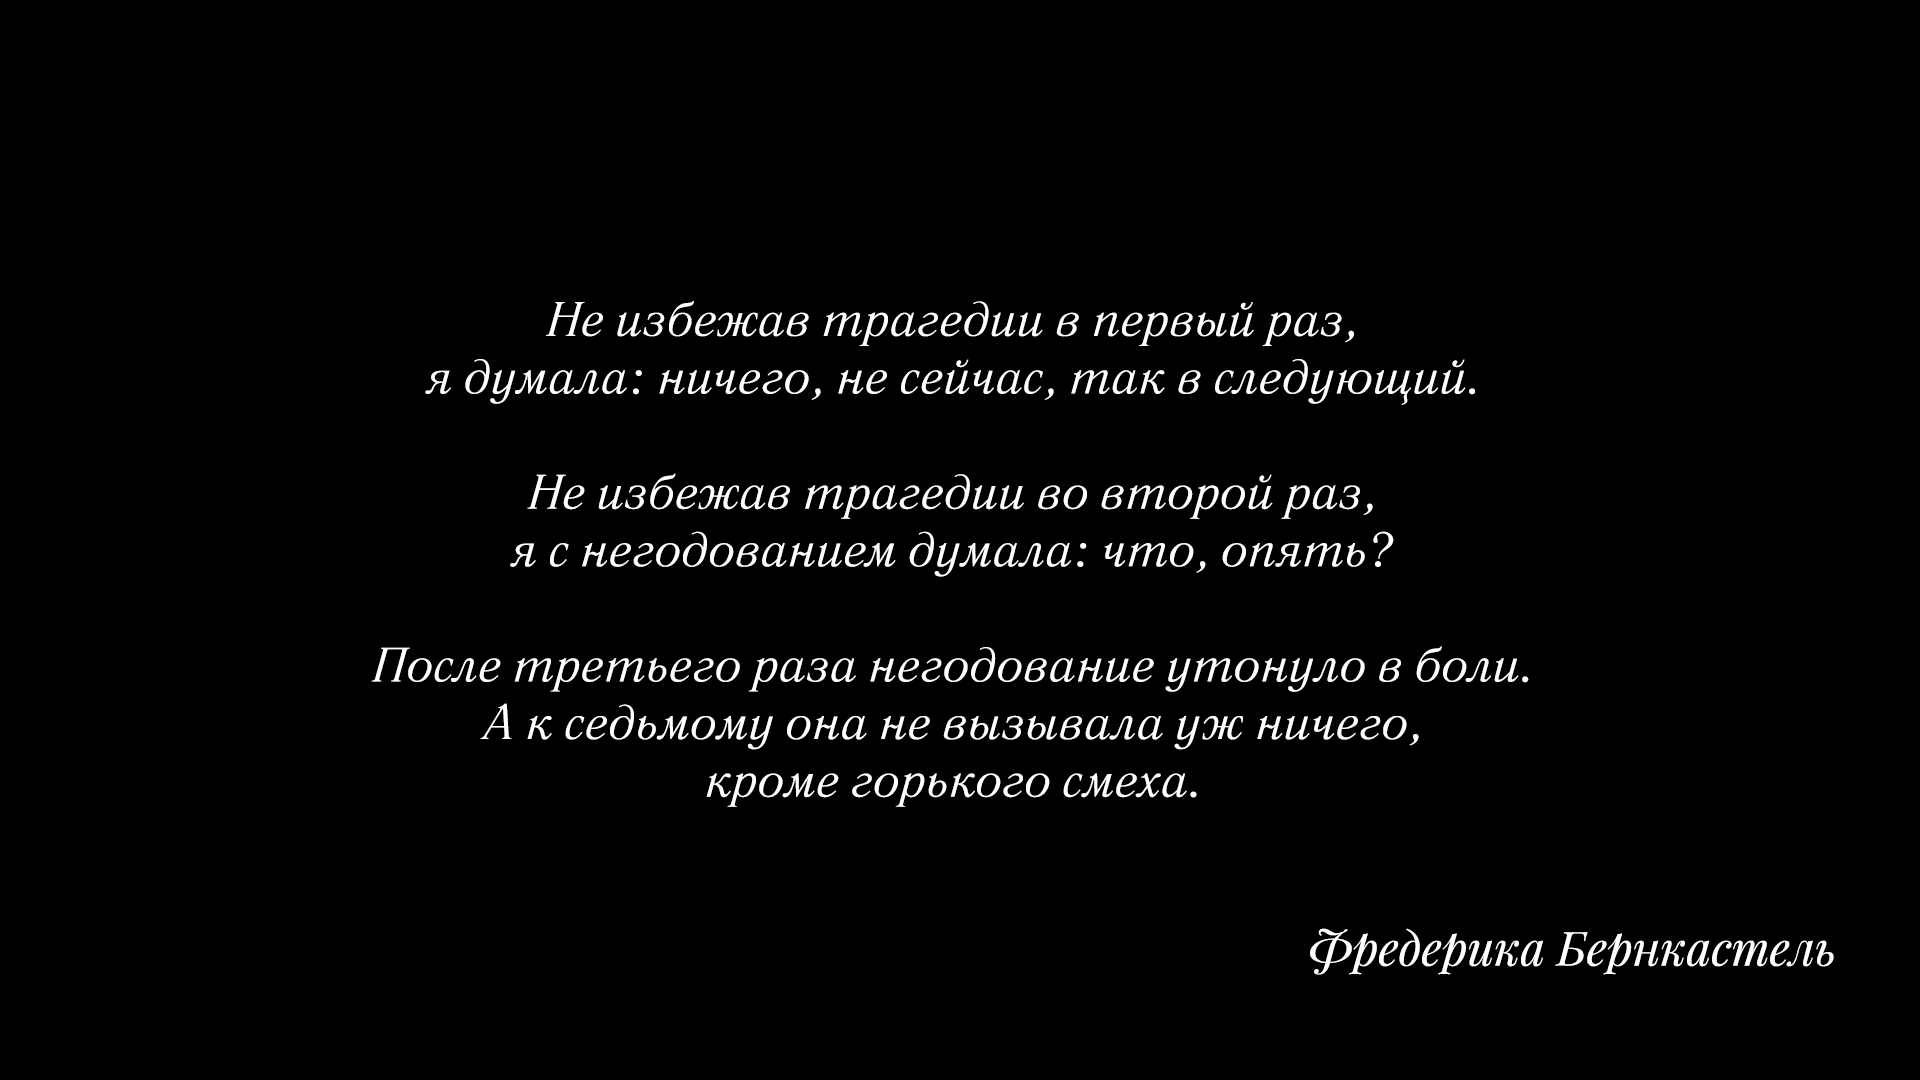 Не избежав трагедии в первый раз,
я думала: ничего, не сейчас, так в следующий.
Не избежав трагедии во второй раз,
я с негодованием думала: что, опять?
После третьего раза негодование утонуло в боли.
А к седьмому она не вызывала уж ничего,
кроме горького смеха.
Фредерика Бернкастель